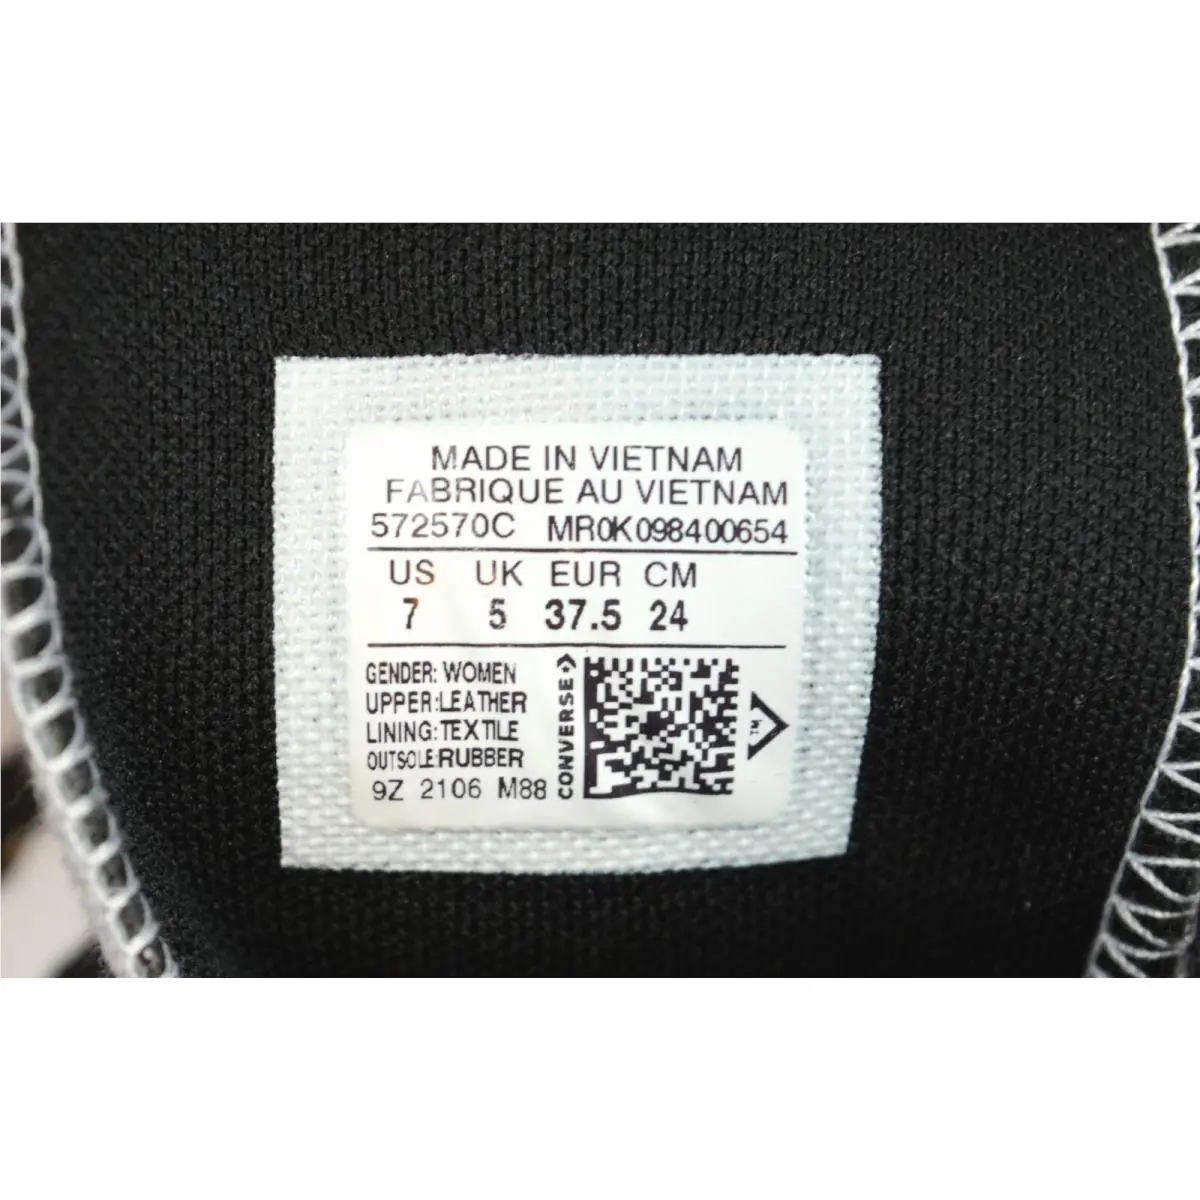 MADE IN VIETNAM
FABRIQUE AU VIETNAM
572570C MR0K098400654
US UK EUR CM
7 5 37.5 24
GENDER: WOMEN
UPPER:LEATHER
LINING:TEXTILE
OUTSOLE:RUBBER
9Z 2106 M88
CONVERSE
TM